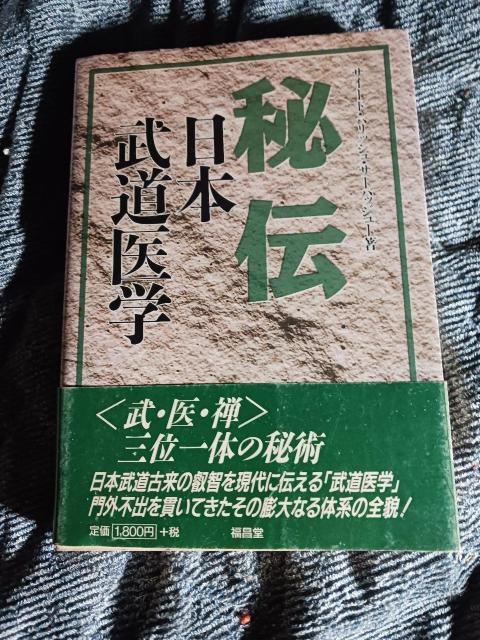 サイード・パリッシュ・サーバッジュー著
秘伝
日本
武道医学
〈武・医・禅〉
三位一体の秘術
日本武道古来の叡智を現代に伝える「武道医学」
門外不出を貫いてきたその膨大なる体系の全貌!
定価 1,800円 +税 福昌堂